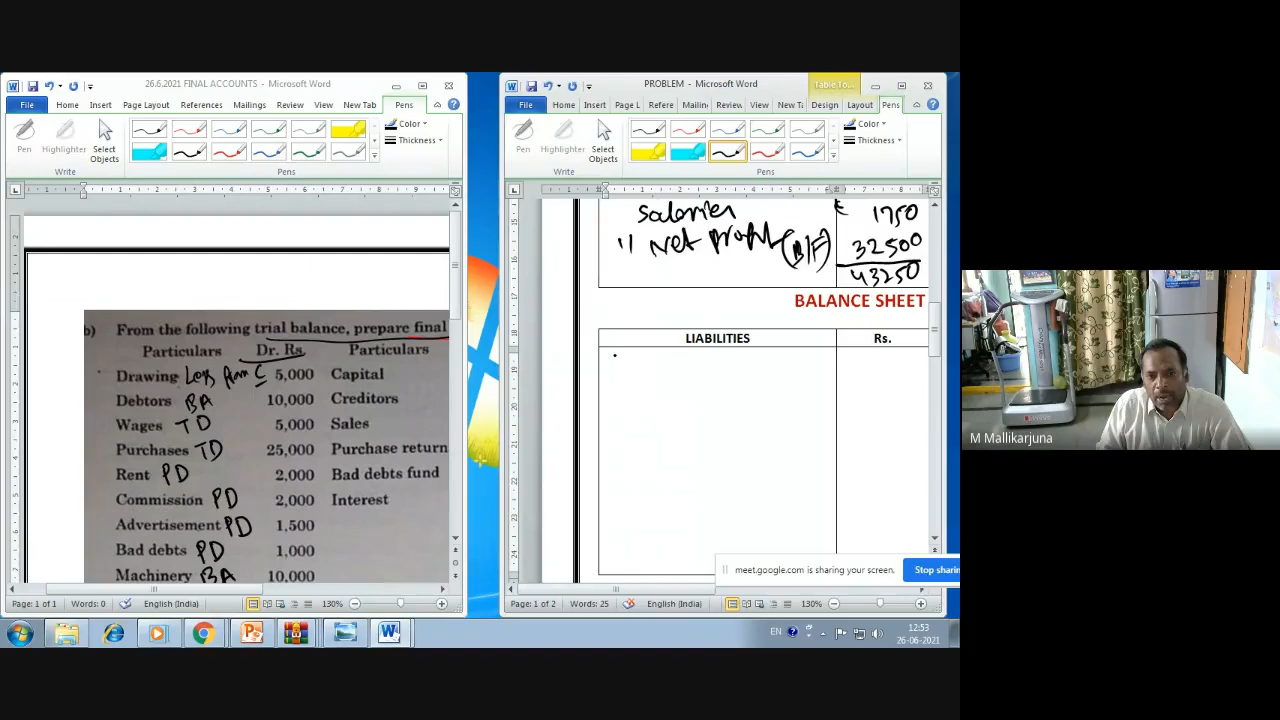 26.6.2021 FINAL ACCOUNTS - Microsoft Word
File Home Insert Page Layout References Mailings Review View New Tab Pens
Pen Highlighter Select Objects
Color
Thickness
Write Pens
b) From the following trial balance, prepare final
Particulars Dr. Rs. Particulars
Drawing Less from C 5,000 Capital
Debtors BA 10,000 Creditors
Wages TD 5,000 Sales
Purchases TD 25,000 Purchase return
Rent PD 2,000 Bad debts fund
Commission PD 2,000 Interest
Advertisement PD 1,500
Bad debts PD 1,000
Machinery BA 10,000
Page: 1 of 1 Words: 0 English (India) 130%
PROBLEM - Microsoft Word
Table To...
File Home Insert Page L Refere Mailin Review View New T Design Layout Pens
Pen Highlighter Select Objects
Color
Thickness
Write Pens
salaries 1750
" Net profit (B/F) 32500
43250
BALANCE SHEET
LIABILITIES Rs.
meet.google.com is sharing your screen. Stop sharin
Page: 1 of 2 Words: 25 English (India) 130%
M Mallikarjuna
EN 12:53
26-06-2021